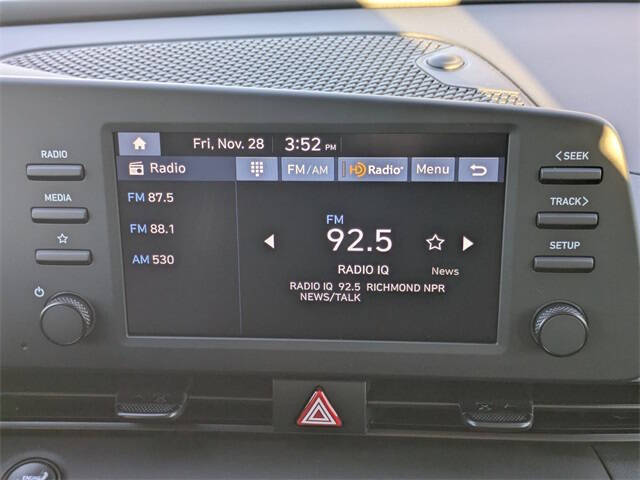 Fri, Nov. 28 3:52 PM
RADIO
< SEEK
Radio FM/AM HD Radio Menu
MEDIA
TRACK >
FM 87.5
FM 88.1
AM 530
FM
92.5
RADIO IQ News
RADIO IQ 92.5 RICHMOND NPR
NEWS/TALK
SETUP
ENGINE